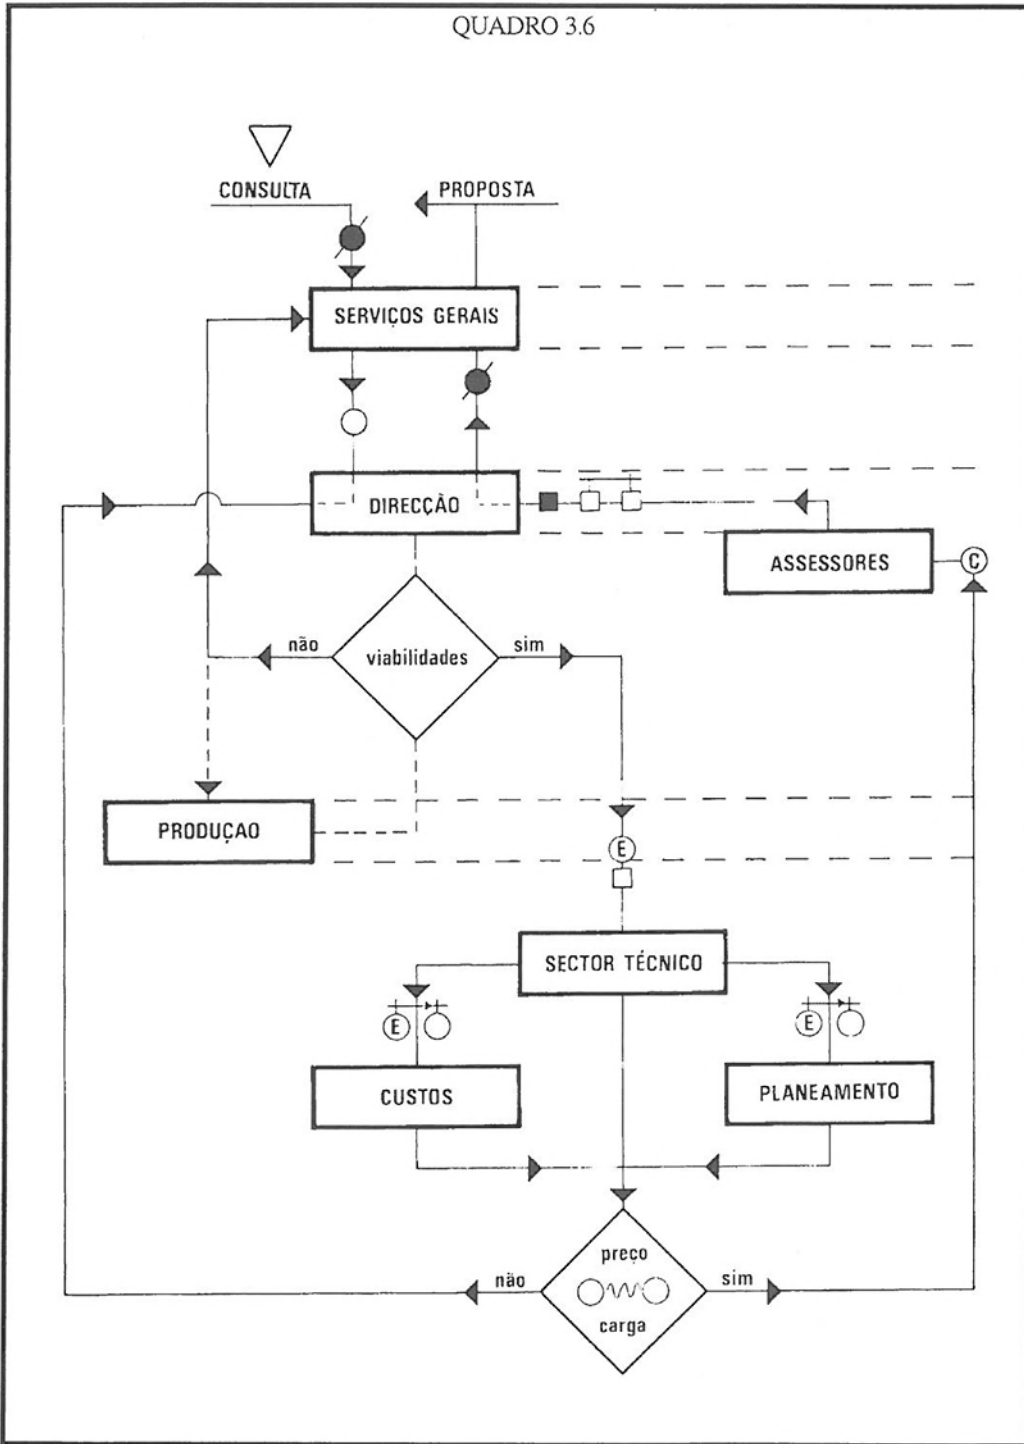 QUADRO 3.6
CONSULTA
PROPOSTA
SERVIÇOS GERAIS
DIRECÇÃO
ASSESSORES
C
não
viabilidades
sim
PRODUÇAO
E
SECTOR TÉCNICO
E
E
CUSTOS
PLANEAMENTO
preço
não
sim
carga